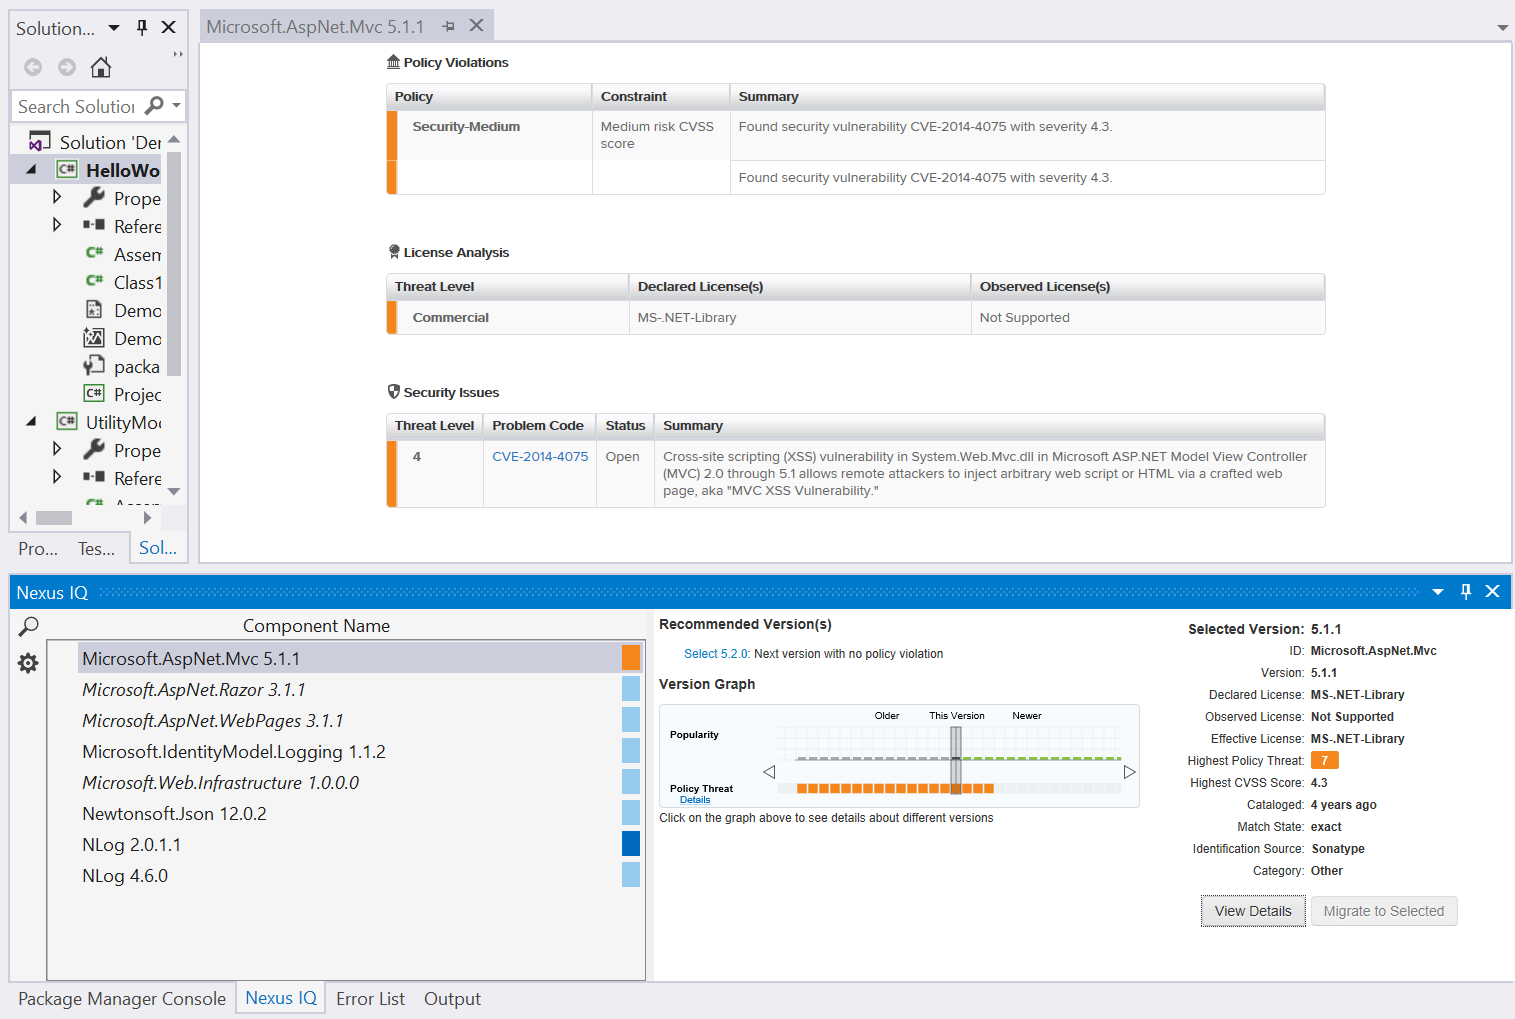 Solution...
Microsoft.AspNet.Mvc 5.1.1
Search Solution
Solution 'Der
C# HelloWo
Prope
Refere
C# Assem
C# Class1
Demo
Demo
packa
C# Projec
C# UtilityMo
Prope
Refere
Pro...
Tes...
Sol...
Policy Violations
Policy
Constraint
Summary
Security-Medium
Medium risk CVSS
score
Found security vulnerability CVE-2014-4075 with severity 4.3.
Found security vulnerability CVE-2014-4075 with severity 4.3.
License Analysis
Threat Level
Declared License(s)
Observed License(s)
Commercial
MS-.NET-Library
Not Supported
Security Issues
Threat Level
Problem Code
Status
Summary
4
CVE-2014-4075
Open
Cross-site scripting (XSS) vulnerability in System.Web.Mvc.dll in Microsoft ASP.NET Model View Controller
(MVC) 2.0 through 5.1 allows remote attackers to inject arbitrary web script or HTML via a crafted web
page, aka "MVC XSS Vulnerability."
Nexus IQ
Component Name
Microsoft.AspNet.Mvc 5.1.1
Microsoft.AspNet.Razor 3.1.1
Microsoft.AspNet.WebPages 3.1.1
Microsoft.IdentityModel.Logging 1.1.2
Microsoft.Web.Infrastructure 1.0.0.0
Newtonsoft.Json 12.0.2
NLog 2.0.1.1
NLog 4.6.0
Recommended Version(s)
Select 5.2.0: Next version with no policy violation
Version Graph
Older
This Version
Newer
Popularity
Policy Threat
Details
Click on the graph above to see details about different versions
Selected Version: 5.1.1
ID: Microsoft.AspNet.Mvc
Version: 5.1.1
Declared License: MS-.NET-Library
Observed License: Not Supported
Effective License: MS-.NET-Library
Highest Policy Threat: 7
Highest CVSS Score: 4.3
Cataloged: 4 years ago
Match State: exact
Identification Source: Sonatype
Category: Other
View Details
Migrate to Selected
Package Manager Console
Nexus IQ
Error List
Output